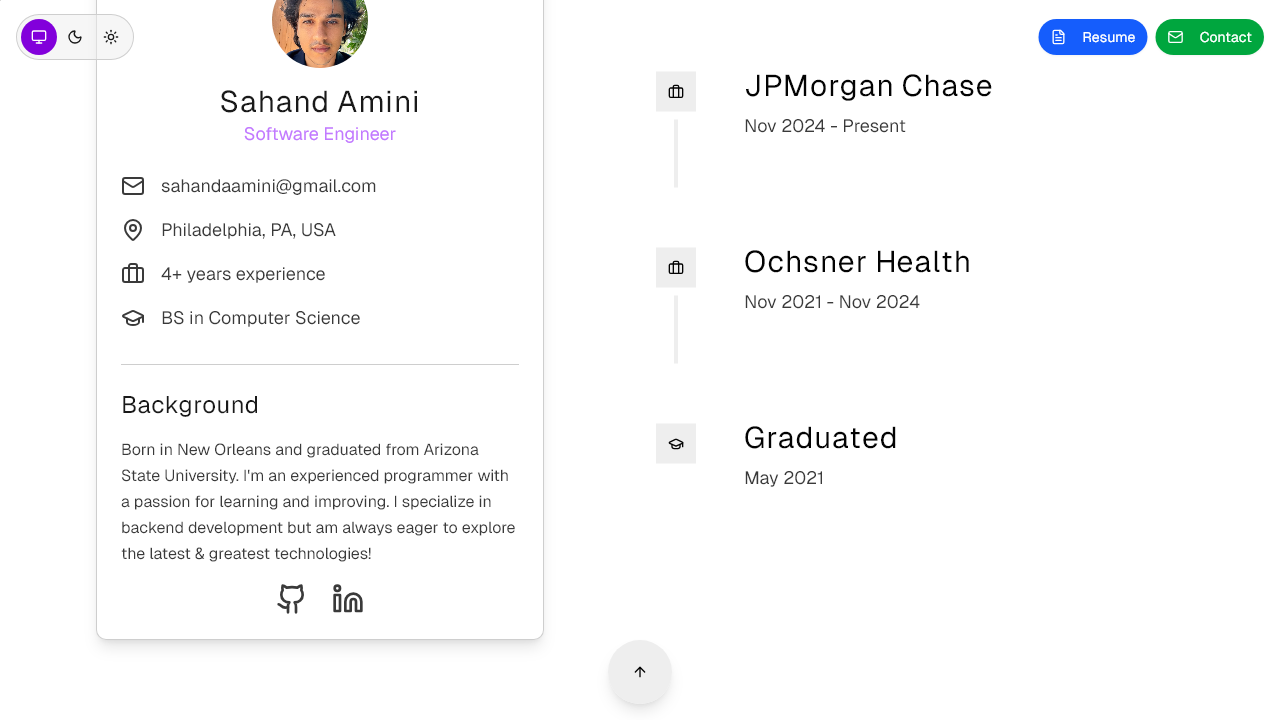 Resume
Contact
Sahand Amini
Software Engineer
sahandaamini@gmail.com
Philadelphia, PA, USA
4+ years experience
BS in Computer Science
Background
Born in New Orleans and graduated from Arizona
State University. I'm an experienced programmer with
a passion for learning and improving. I specialize in
backend development but am always eager to explore
the latest & greatest technologies!
JPMorgan Chase
Nov 2024 - Present
Ochsner Health
Nov 2021 - Nov 2024
Graduated
May 2021